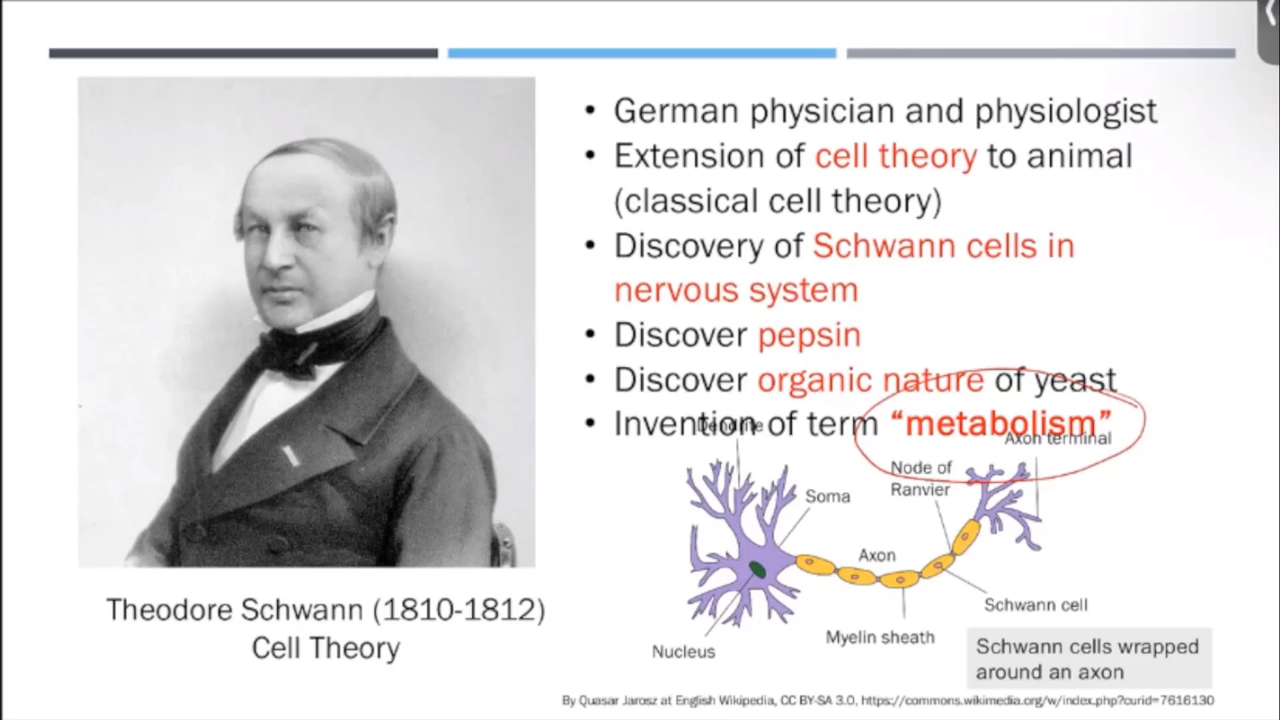 • German physician and physiologist
• Extension of cell theory to animal
(classical cell theory)
• Discovery of Schwann cells in
nervous system
• Discover pepsin
• Discover organic nature of yeast
• Invention of term “metabolism”
Dendrite
Axon terminal
Node of
Ranvier
Soma
Axon
Schwann cell
Myelin sheath
Nucleus
Schwann cells wrapped
around an axon
Theodore Schwann (1810-1812)
Cell Theory
By Quasar Jarosz at English Wikipedia, CC BY-SA 3.0, https://commons.wikimedia.org/w/index.php?curid=7616130